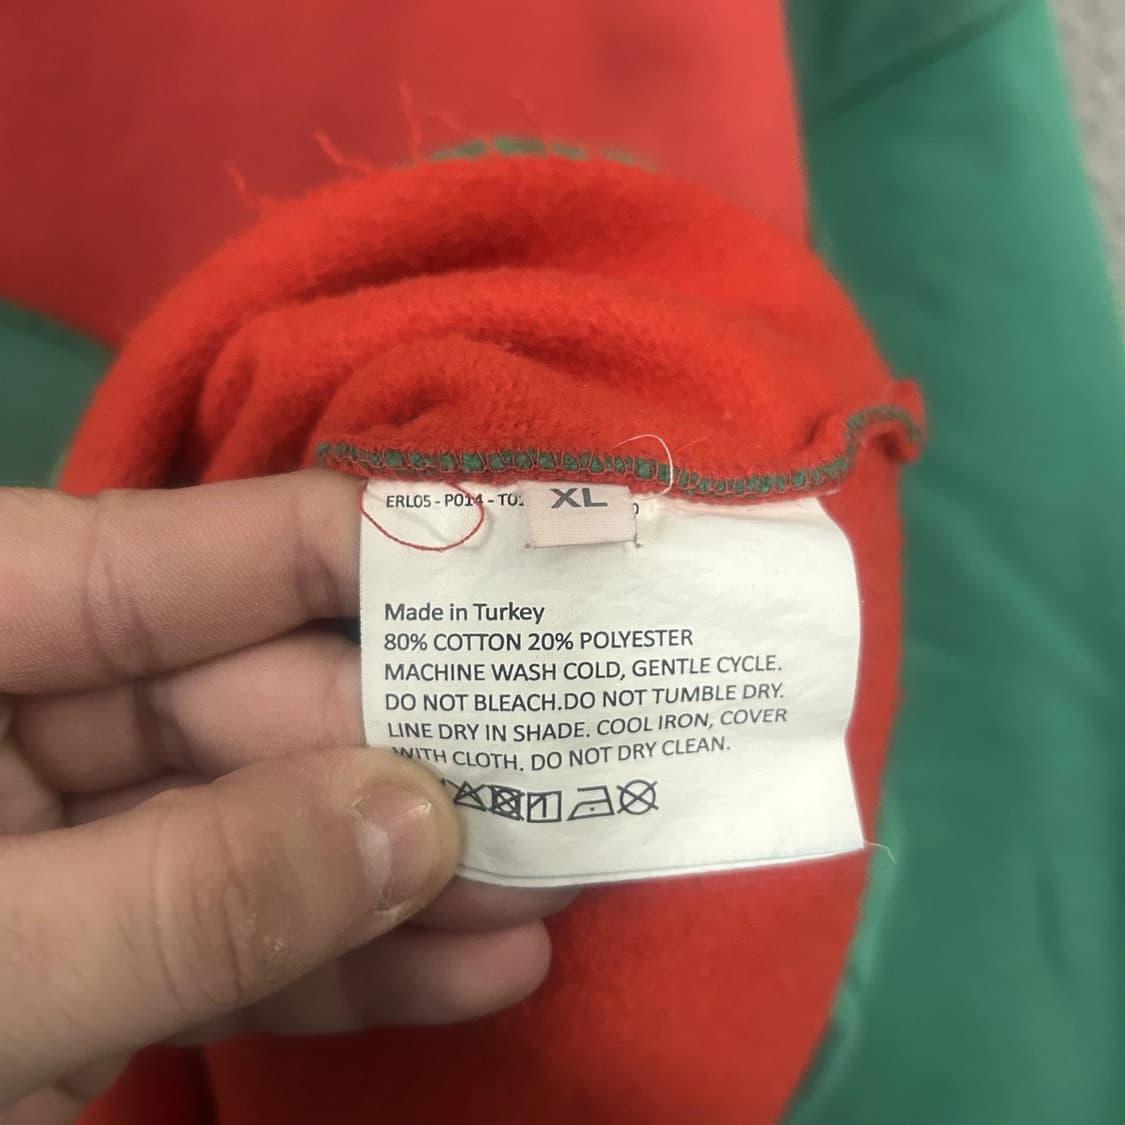 ERL05 - P014 - TO
XL
Made in Turkey
80% COTTON 20% POLYESTER
MACHINE WASH COLD, GENTLE CYCLE.
DO NOT BLEACH.DO NOT TUMBLE DRY.
LINE DRY IN SHADE. COOL IRON, COVER
WITH CLOTH. DO NOT DRY CLEAN.